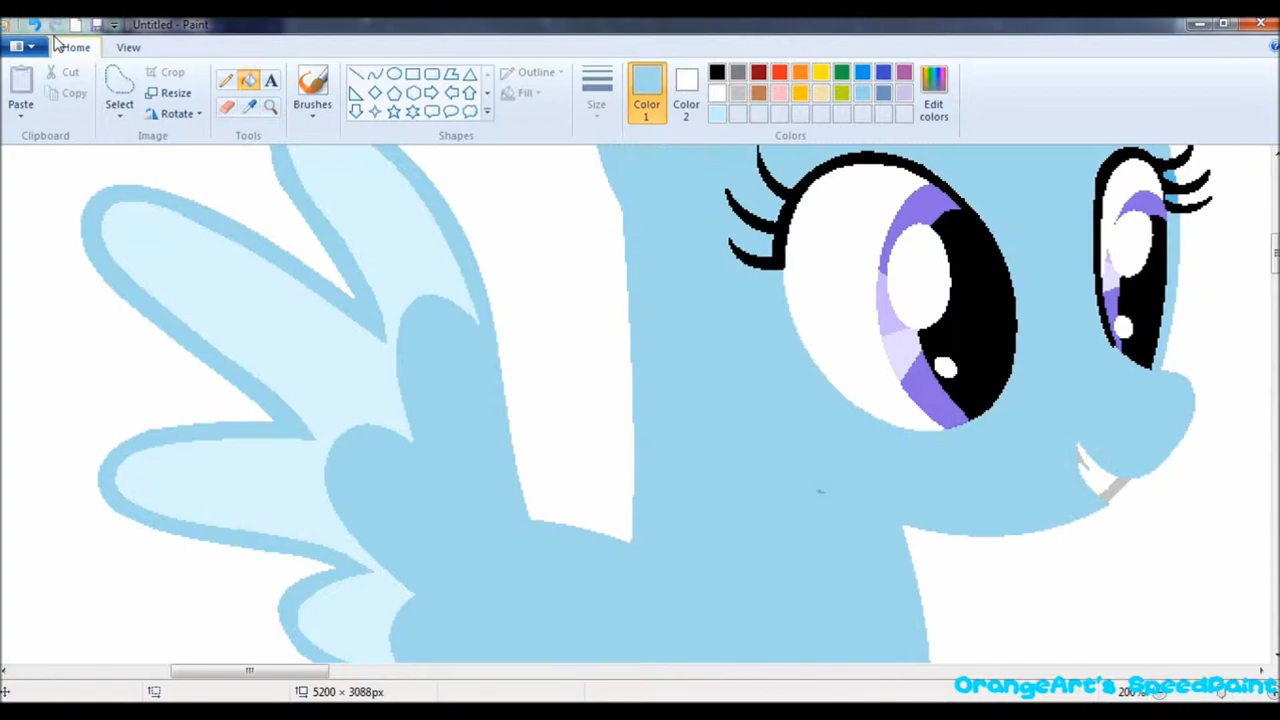 Untitled - Paint
Home View
Paste
Cut
Copy
Clipboard
Select
Crop
Resize
Rotate
Image
A
Tools
Brushes
Outline
Fill
Shapes
Size
Color 1
Color 2
Edit colors
Colors
5200 × 3088px
200%
OrangeArt's SpeedPaint